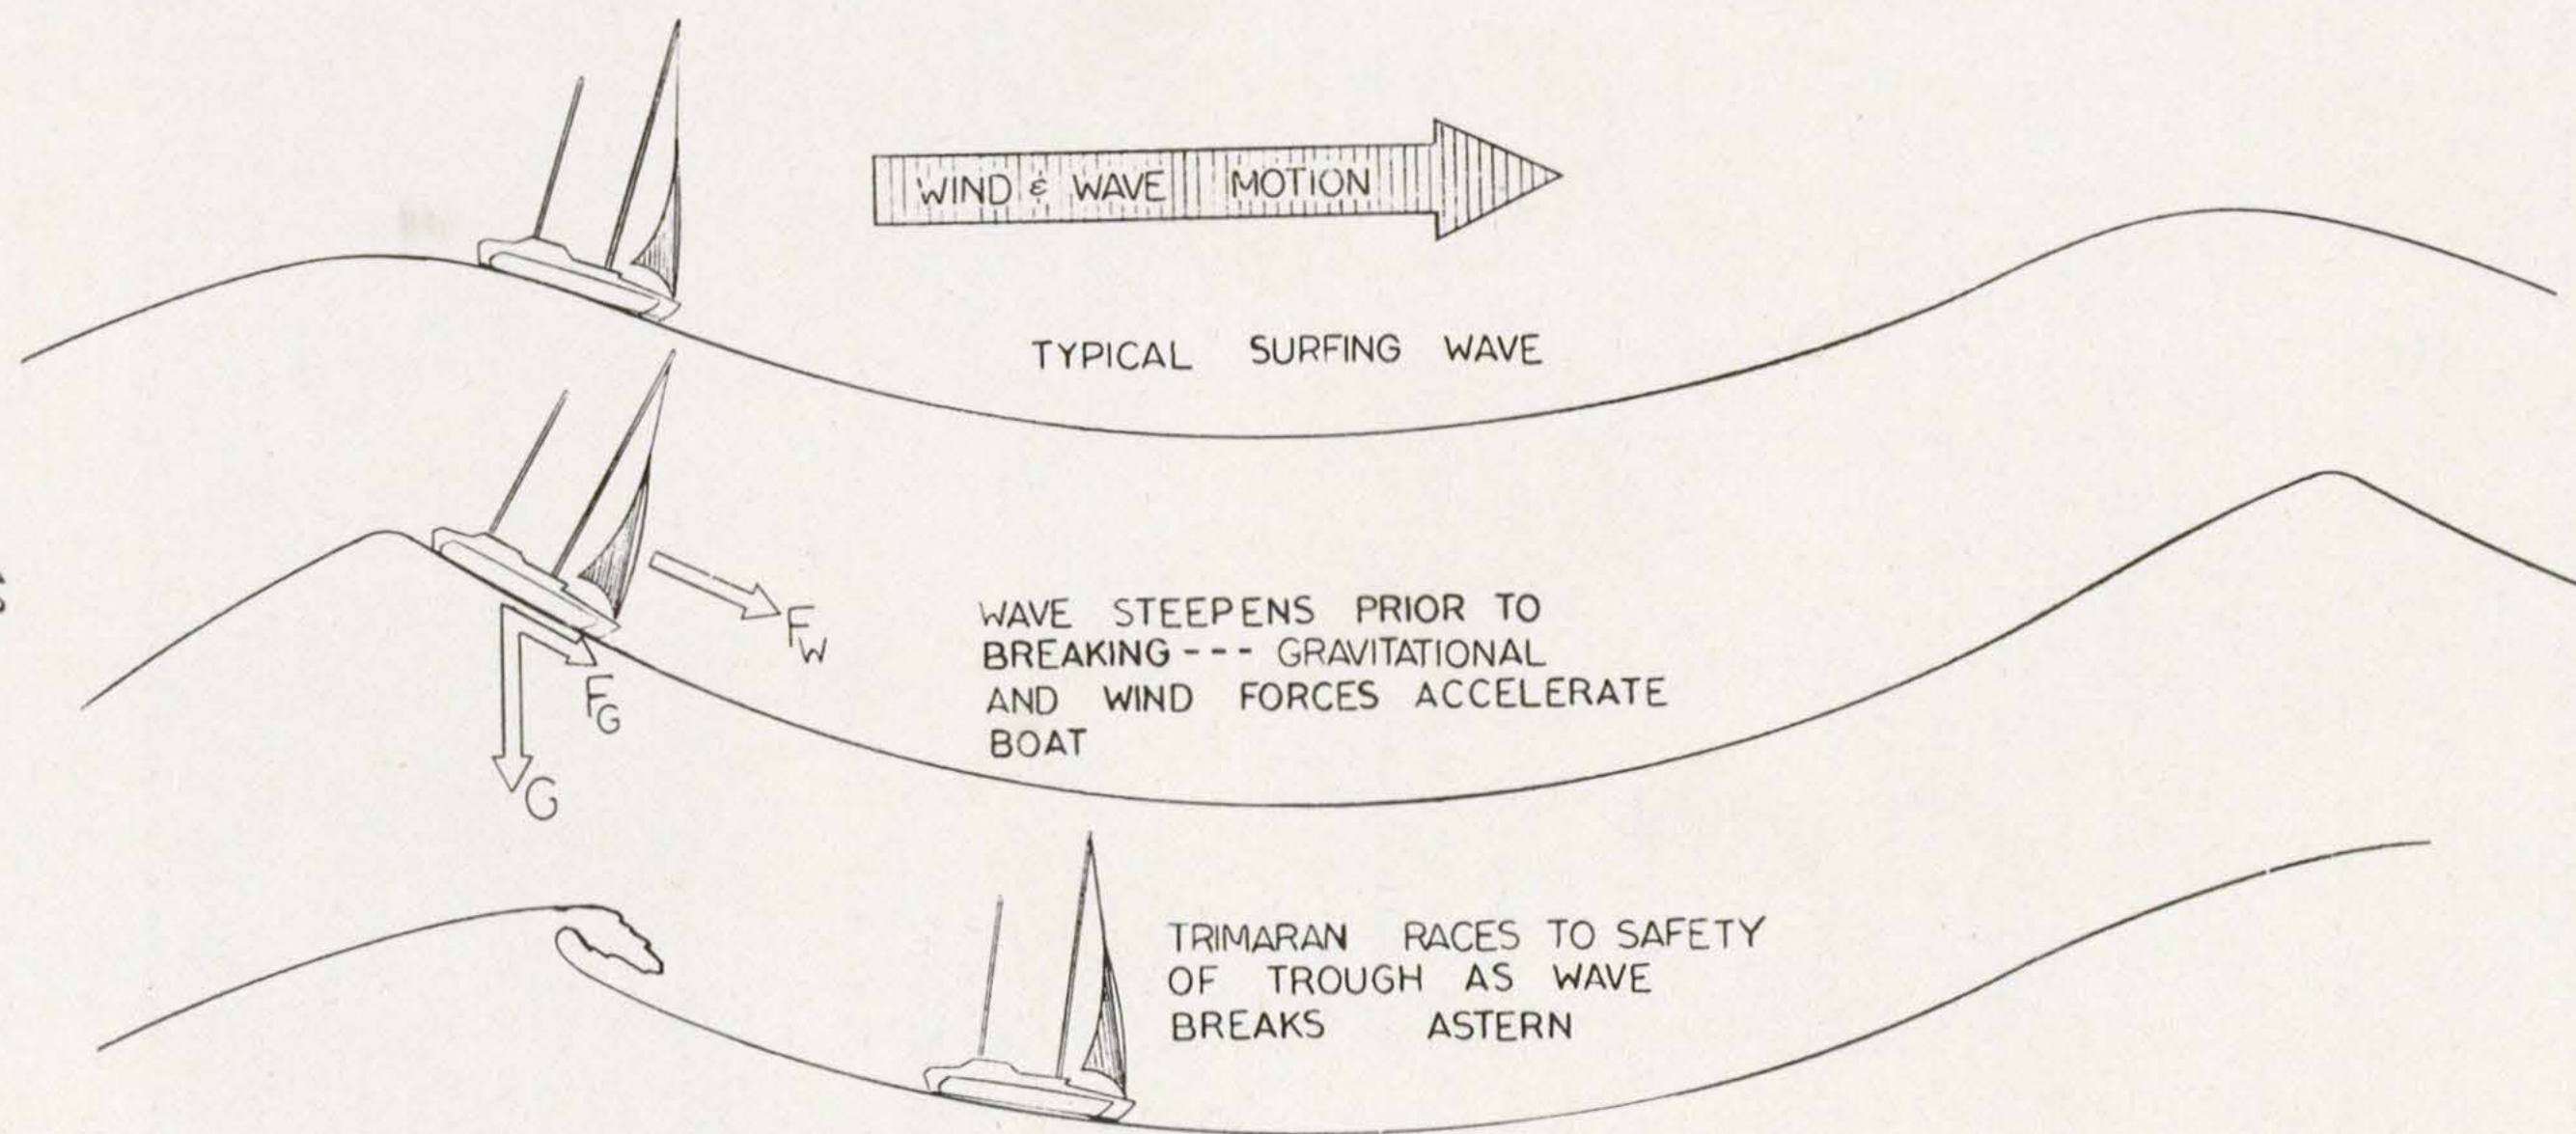 WIND & WAVE MOTION
TYPICAL SURFING WAVE
F_W
F_G
G
WAVE STEEPENS PRIOR TO
BREAKING --- GRAVITATIONAL
AND WIND FORCES ACCELERATE
BOAT
TRIMARAN RACES TO SAFETY
OF TROUGH AS WAVE
BREAKS ASTERN